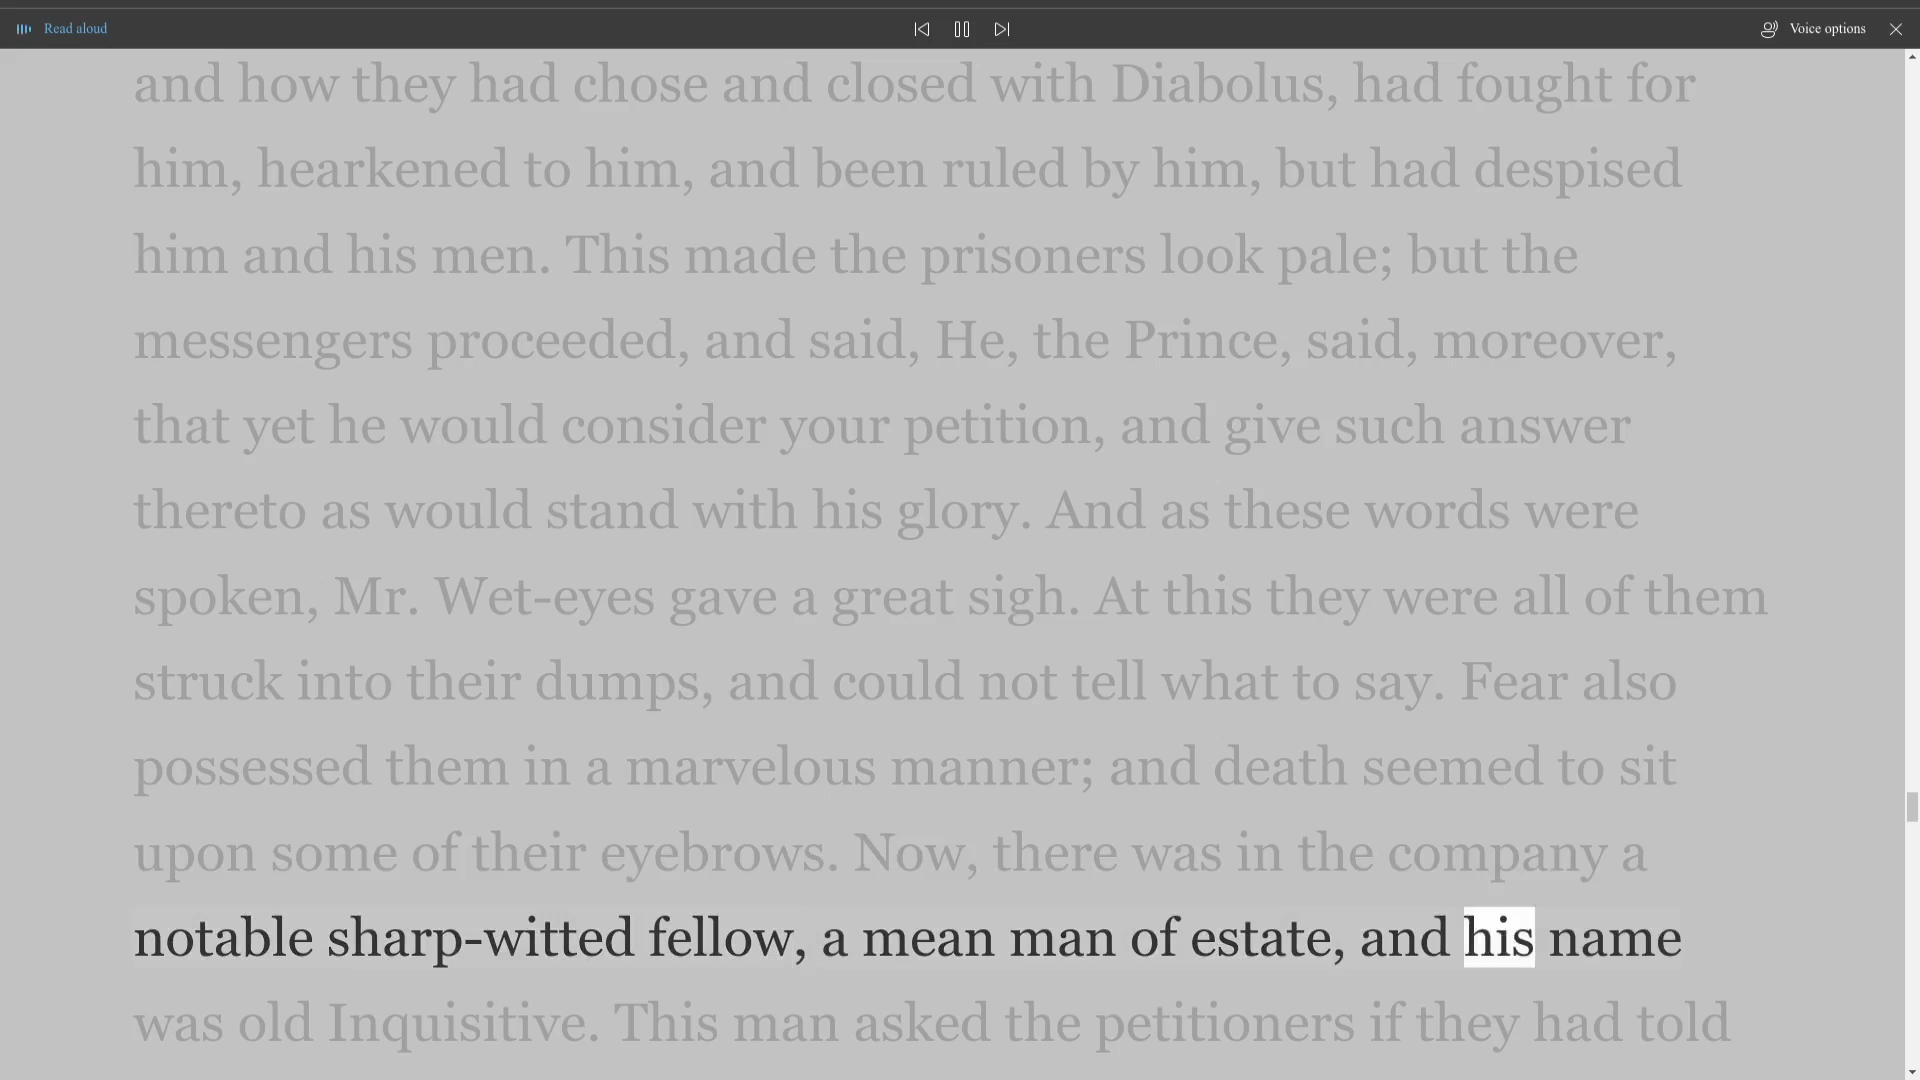 Read aloud
Voice options
and how they had chose and closed with Diabolus, had fought for
him, hearkened to him, and been ruled by him, but had despised
him and his men. This made the prisoners look pale; but the
messengers proceeded, and said, He, the Prince, said, moreover,
that yet he would consider your petition, and give such answer
thereto as would stand with his glory. And as these words were
spoken, Mr. Wet-eyes gave a great sigh. At this they were all of them
struck into their dumps, and could not tell what to say. Fear also
possessed them in a marvelous manner; and death seemed to sit
upon some of their eyebrows. Now, there was in the company a
notable sharp-witted fellow, a mean man of estate, and his name
was old Inquisitive. This man asked the petitioners if they had told